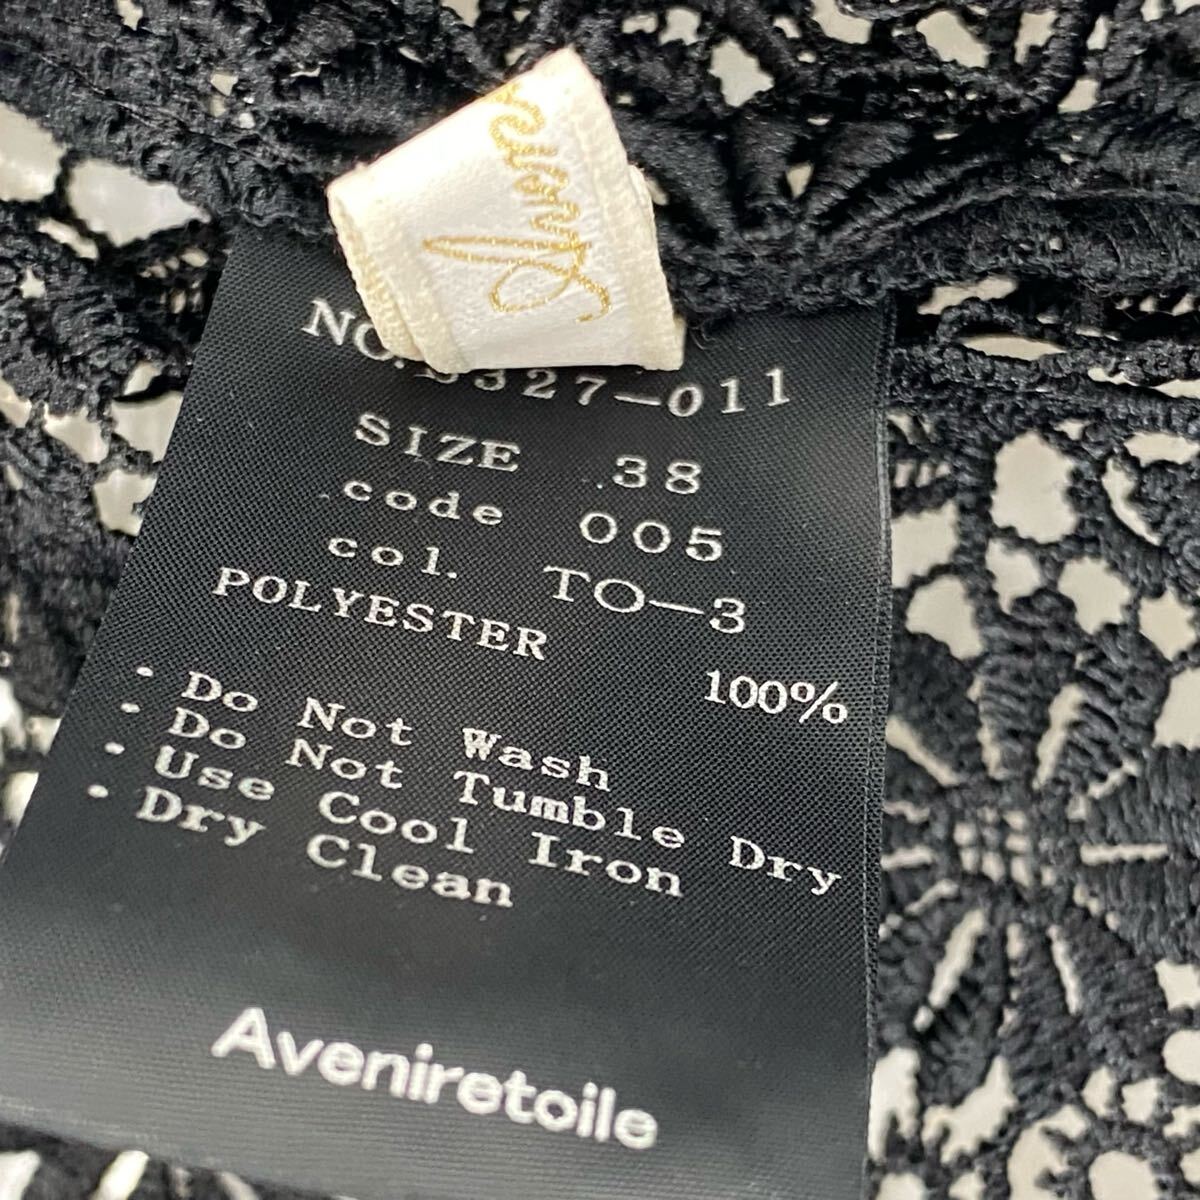 NO. 327-011
SIZE 38
code 005
col. TO-3
POLYESTER 100%
· Do Not Wash
· Do Not Tumble Dry
· Use Cool Iron
· Dry Clean
Aveniretoile